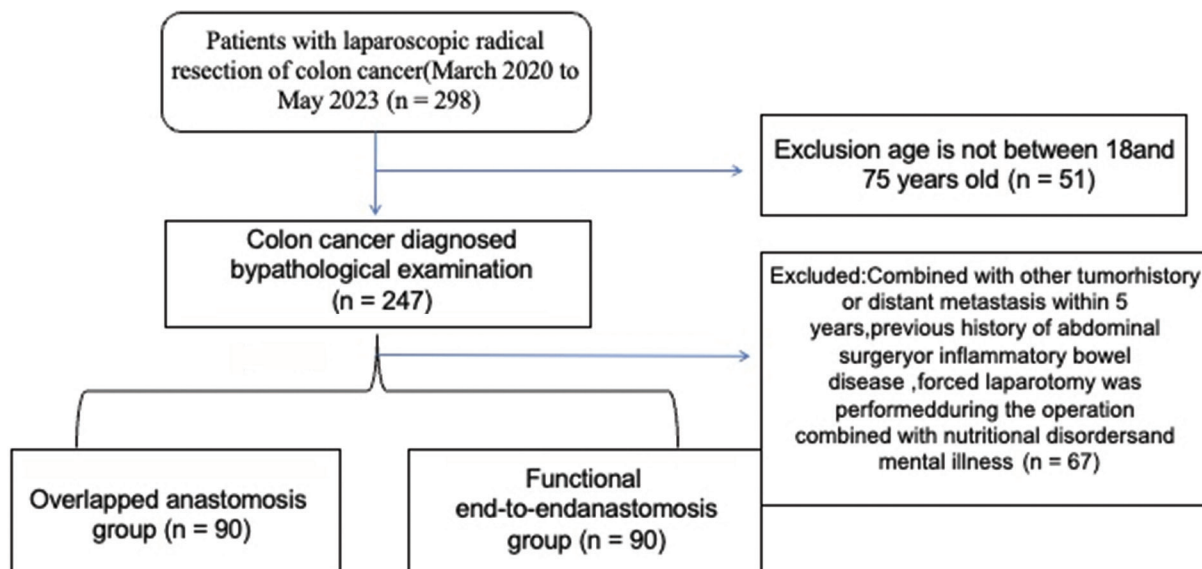 Patients with laparoscopic radical
resection of colon cancer(March 2020 to
May 2023 (n = 298)
Exclusion age is not between 18and
75 years old (n = 51)
Colon cancer diagnosed
bypathological examination
(n = 247)
Excluded:Combined with other tumorhistory
or distant metastasis within 5
years,previous history of abdominal
surgeryor inflammatory bowel
disease ,forced laparotomy was
performedduring the operation
combined with nutritional disordersand
mental illness (n = 67)
Overlapped anastomosis
group (n = 90)
Functional
end-to-endanastomosis
group (n = 90)